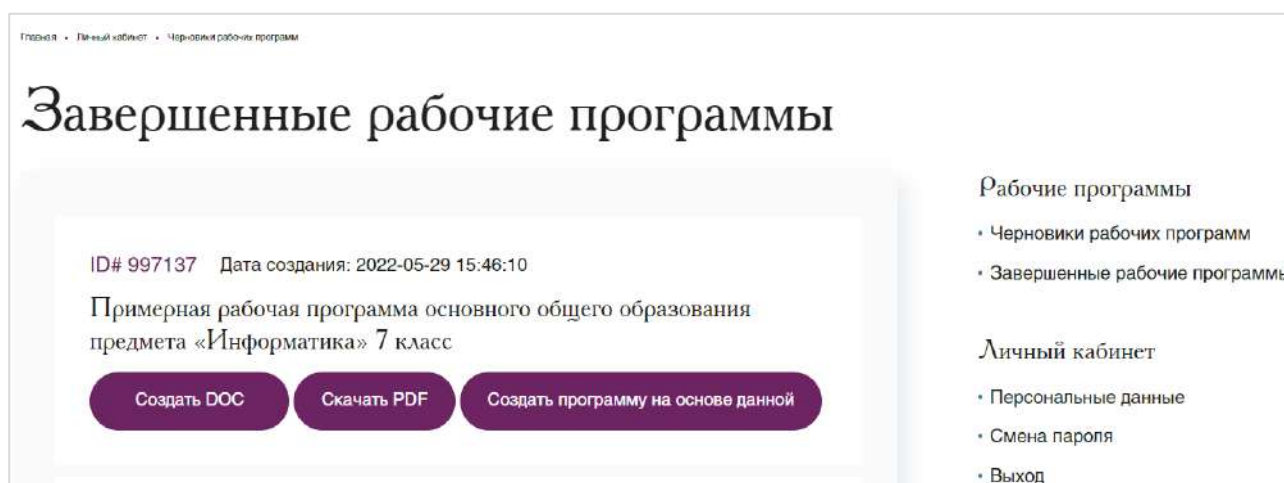 Главная • Личный кабинет • Черновики рабочих программ
Завершенные рабочие программы
ID# 997137 Дата создания: 2022-05-29 15:46:10
Примерная рабочая программа основного общего образования
предмета «Информатика» 7 класс
Создать DOC Скачать PDF Создать программу на основе данной
Рабочие программы
• Черновики рабочих программ
• Завершенные рабочие программы
Личный кабинет
• Персональные данные
• Смена пароля
• Выход